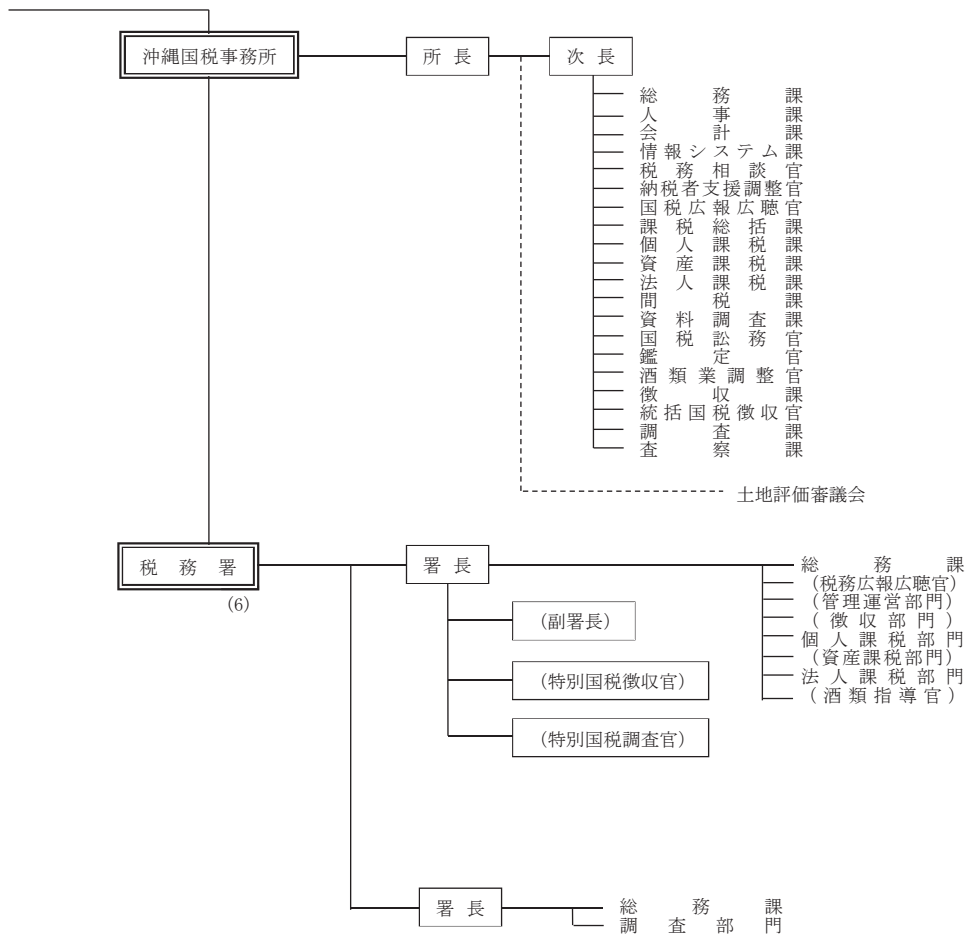 沖縄国税事務所
所長
次長
総務課
人事課
会計課
情報システム課
税務相談官
納税者支援調整官
国税広報広聴官
課税総括課
個人課税課
資産課税課
法人課税課
間税課
資料調査課
国税訟務官
鑑定官
酒類業調整官
徴収課
統括国税徴収官
調査課
査察課
土地評価審議会
税務署
(6)
署長
(副署長)
(特別国税徴収官)
(特別国税調査官)
総務課
(税務広報広聴官)
(管理運営部門)
(徴収部門)
個人課税部門
(資産課税部門)
法人課税部門
(酒類指導官)
署長
総務課
調査部門